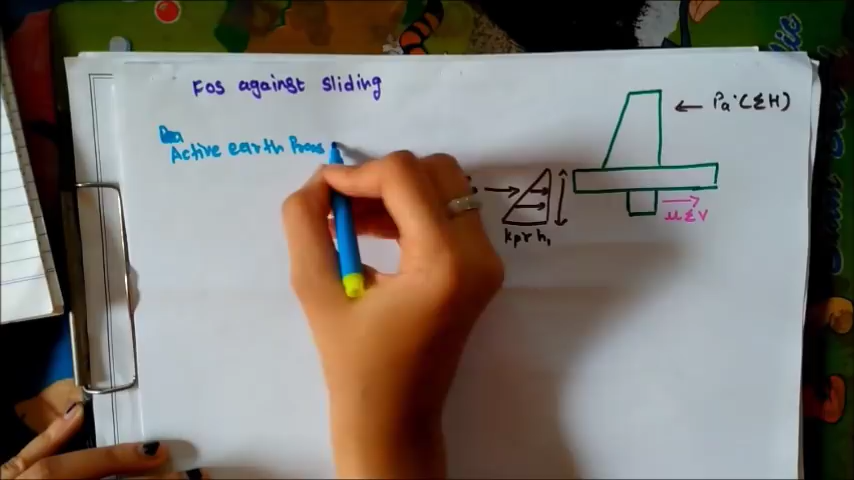 FOS against sliding
Active earth Press
Pa (ΣH)
kpγh₁
μΣV